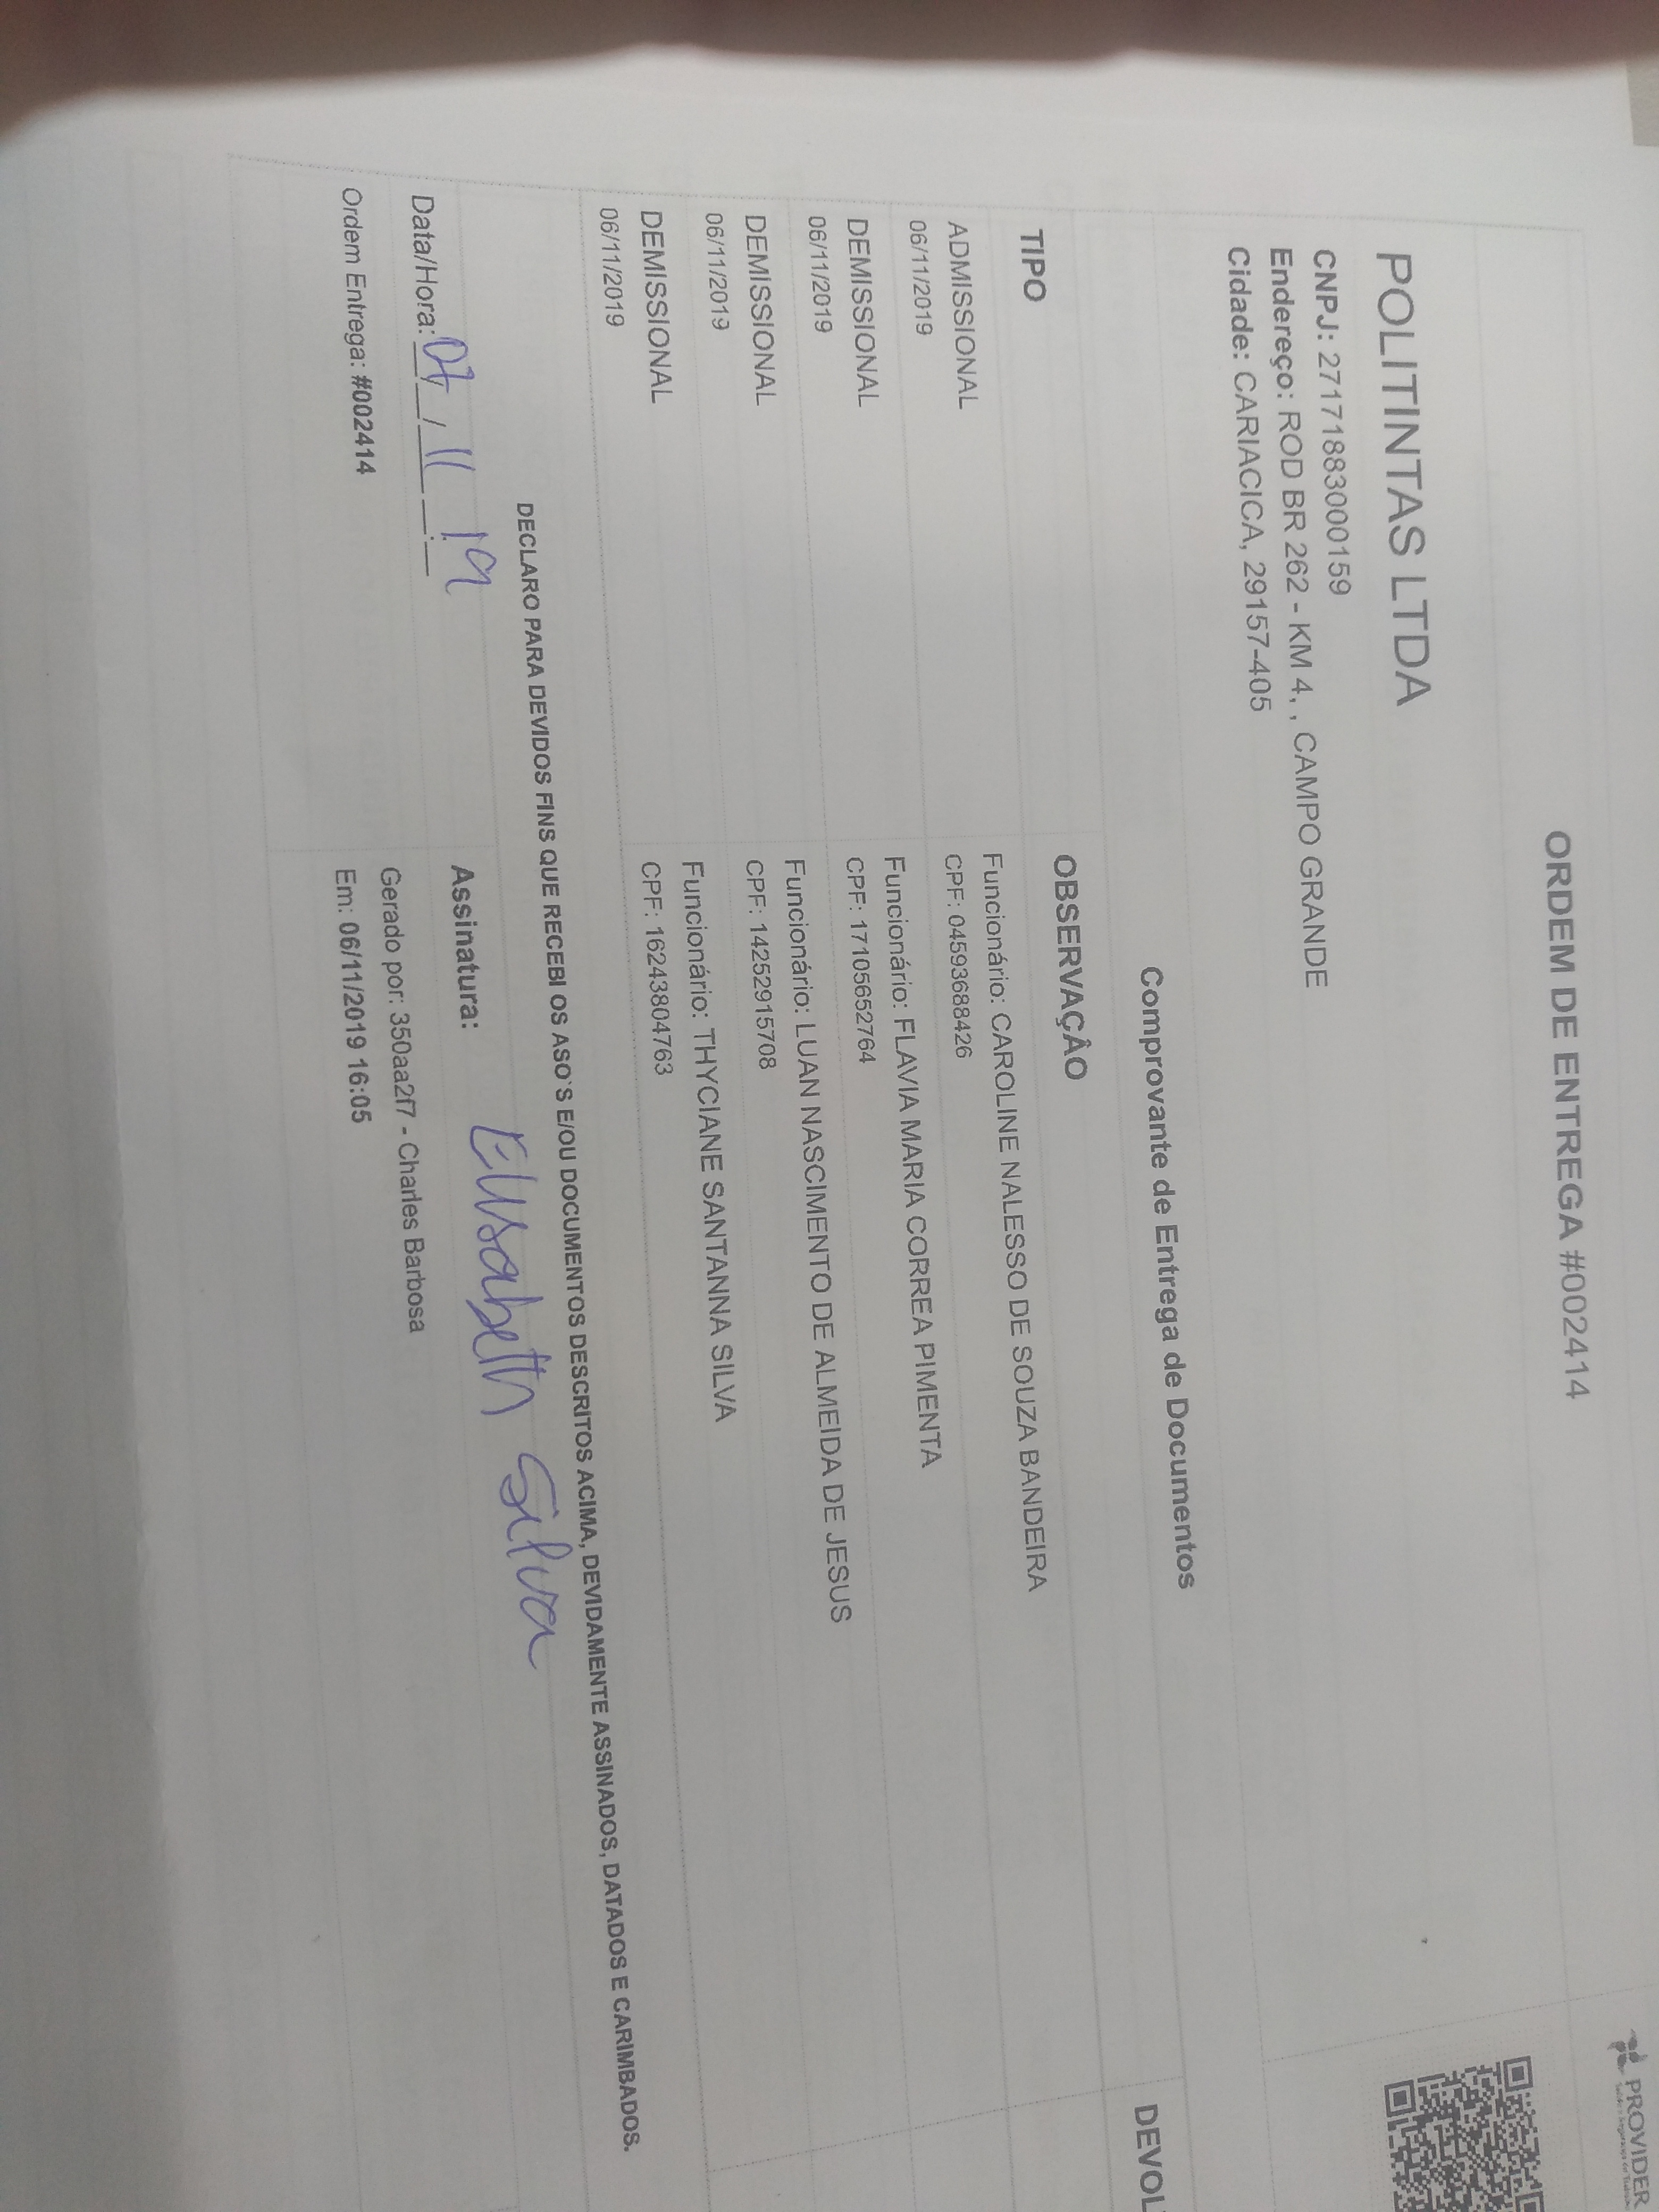 PROVIDER
ORDEM DE ENTREGA #002414
POLITINTAS LTDA
CNPJ: 27171883000159
Endereço: ROD BR 262 - KM 4, , CAMPO GRANDE
Cidade: CARIACICA, 29157-405
Comprovante de Entrega de Documentos
TIPO OBSERVAÇÃO DEVOL
ADMISSIONAL Funcionário: CAROLINE NALESSO DE SOUZA BANDEIRA
06/11/2019 CPF: 04593688426
DEMISSIONAL Funcionário: FLAVIA MARIA CORREA PIMENTA
06/11/2019 CPF: 17105652764
DEMISSIONAL Funcionário: LUAN NASCIMENTO DE ALMEIDA DE JESUS
06/11/2019 CPF: 14252915708
DEMISSIONAL Funcionário: THYCIANE SANTANNA SILVA
06/11/2019 CPF: 16243804763
DECLARO PARA DEVIDOS FINS QUE RECEBI OS ASO`S E/OU DOCUMENTOS DESCRITOS ACIMA, DEVIDAMENTE ASSINADOS, DATADOS E CARIMBADOS.
Data/Hora: 07 / 11 19 Assinatura: Elisabeth Silva
Ordem Entrega: #002414 Gerado por: 350aa2f7 - Charles Barbosa
Em: 06/11/2019 16:05